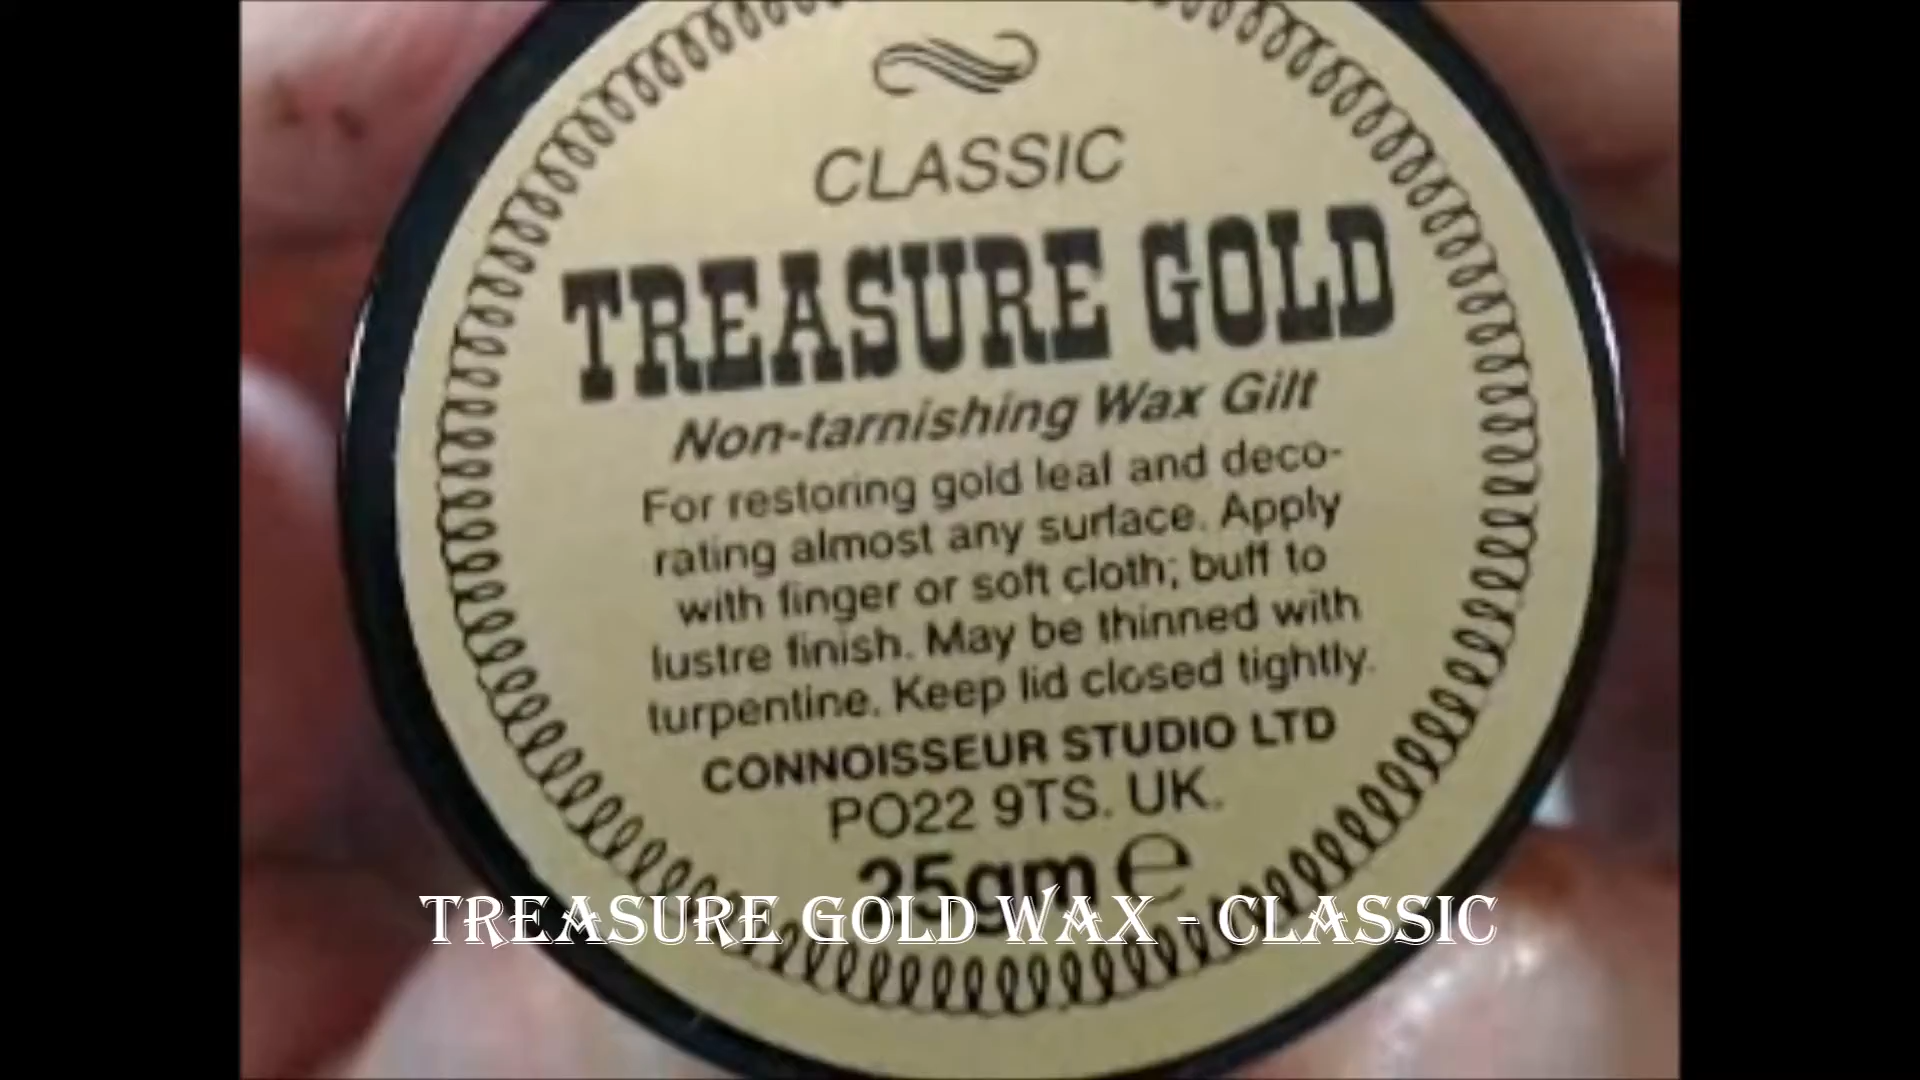 CLASSIC
TREASURE GOLD
Non-tarnishing Wax Gilt
For restoring gold leaf and deco-
rating almost any surface. Apply
with finger or soft cloth; buff to
lustre finish. May be thinned with
turpentine. Keep lid closed tightly.
CONNOISSEUR STUDIO LTD
PO22 9TS. UK.
25gm e
TREASURE GOLD WAX - CLASSIC